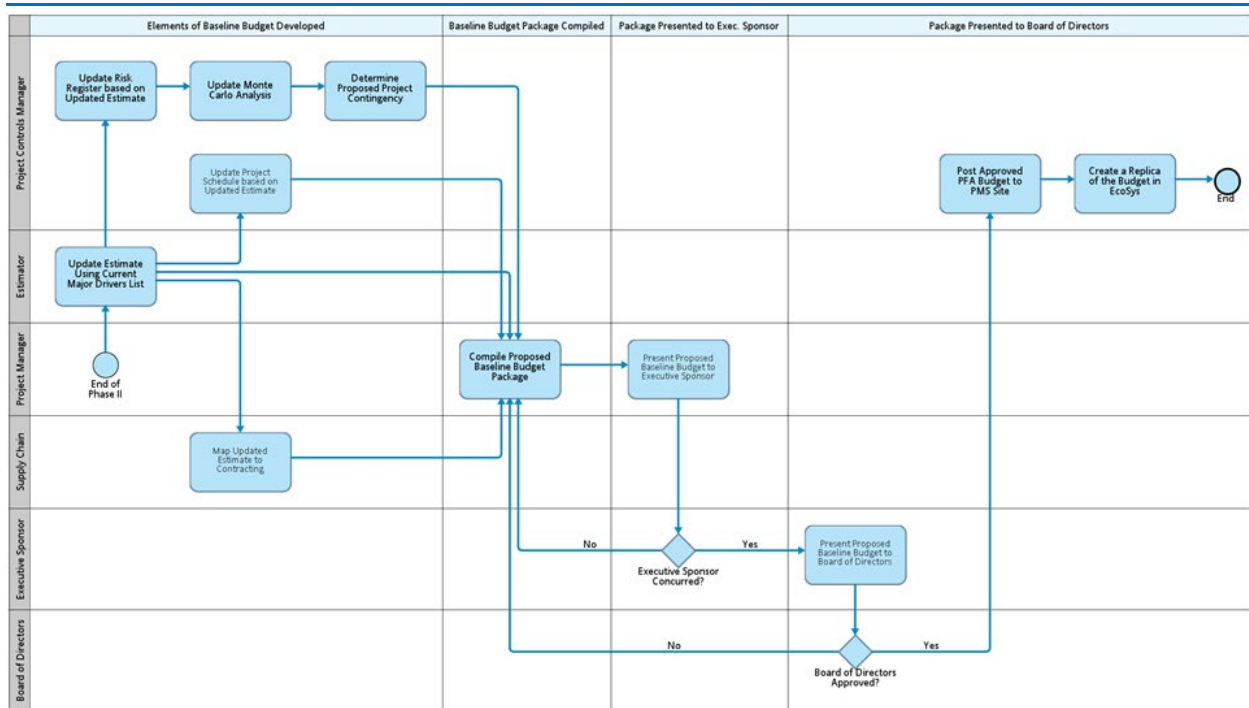 Elements of Baseline Budget Developed
Baseline Budget Package Compiled
Package Presented to Exec. Sponsor
Package Presented to Board of Directors
Project Controls Manager
Update Risk
Register based on
Updated Estimate
Update Monte
Carlo Analysis
Determine
Proposed Project
Contingency
Update Project
Schedule based on
Updated Estimate
Post Approved
PFA Budget to
PMS Site
Create a Replica
of the Budget in
EcoSys
End
Estimator
Update Estimate
Using Current
Major Drivers List
Project Manager
End of
Phase II
Compile Proposed
Baseline Budget
Package
Present Proposed
Baseline Budget to
Executive Sponsor
Supply Chain
Map Updated
Estimate to
Contracting
Executive Sponsor
No
Yes
Executive Sponsor
Concurred?
Present Proposed
Baseline Budget to
Board of Directors
Board of Directors
No
Yes
Board of Directors
Approved?